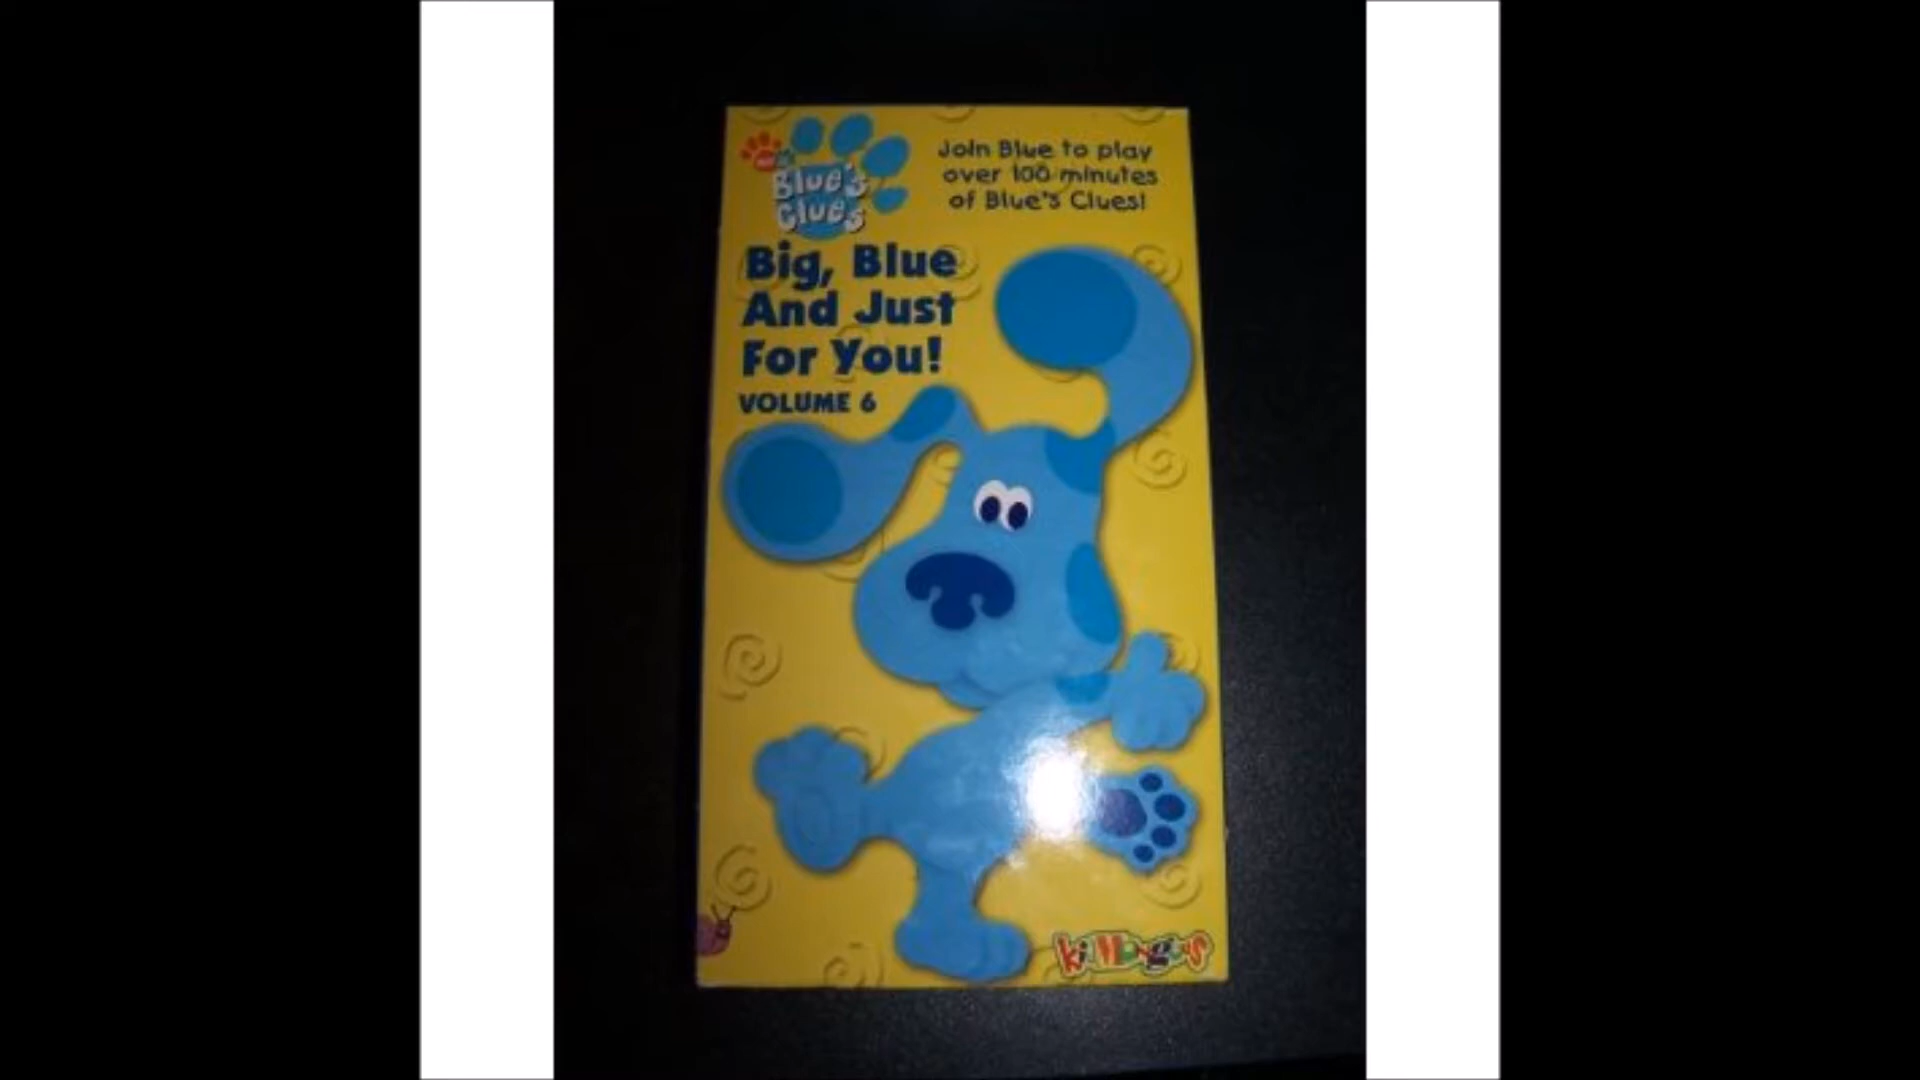 Blue's
Clues
Join Blue to play
over 100 minutes
of Blue's Clues!
Big, Blue
And Just
For You!
VOLUME 6